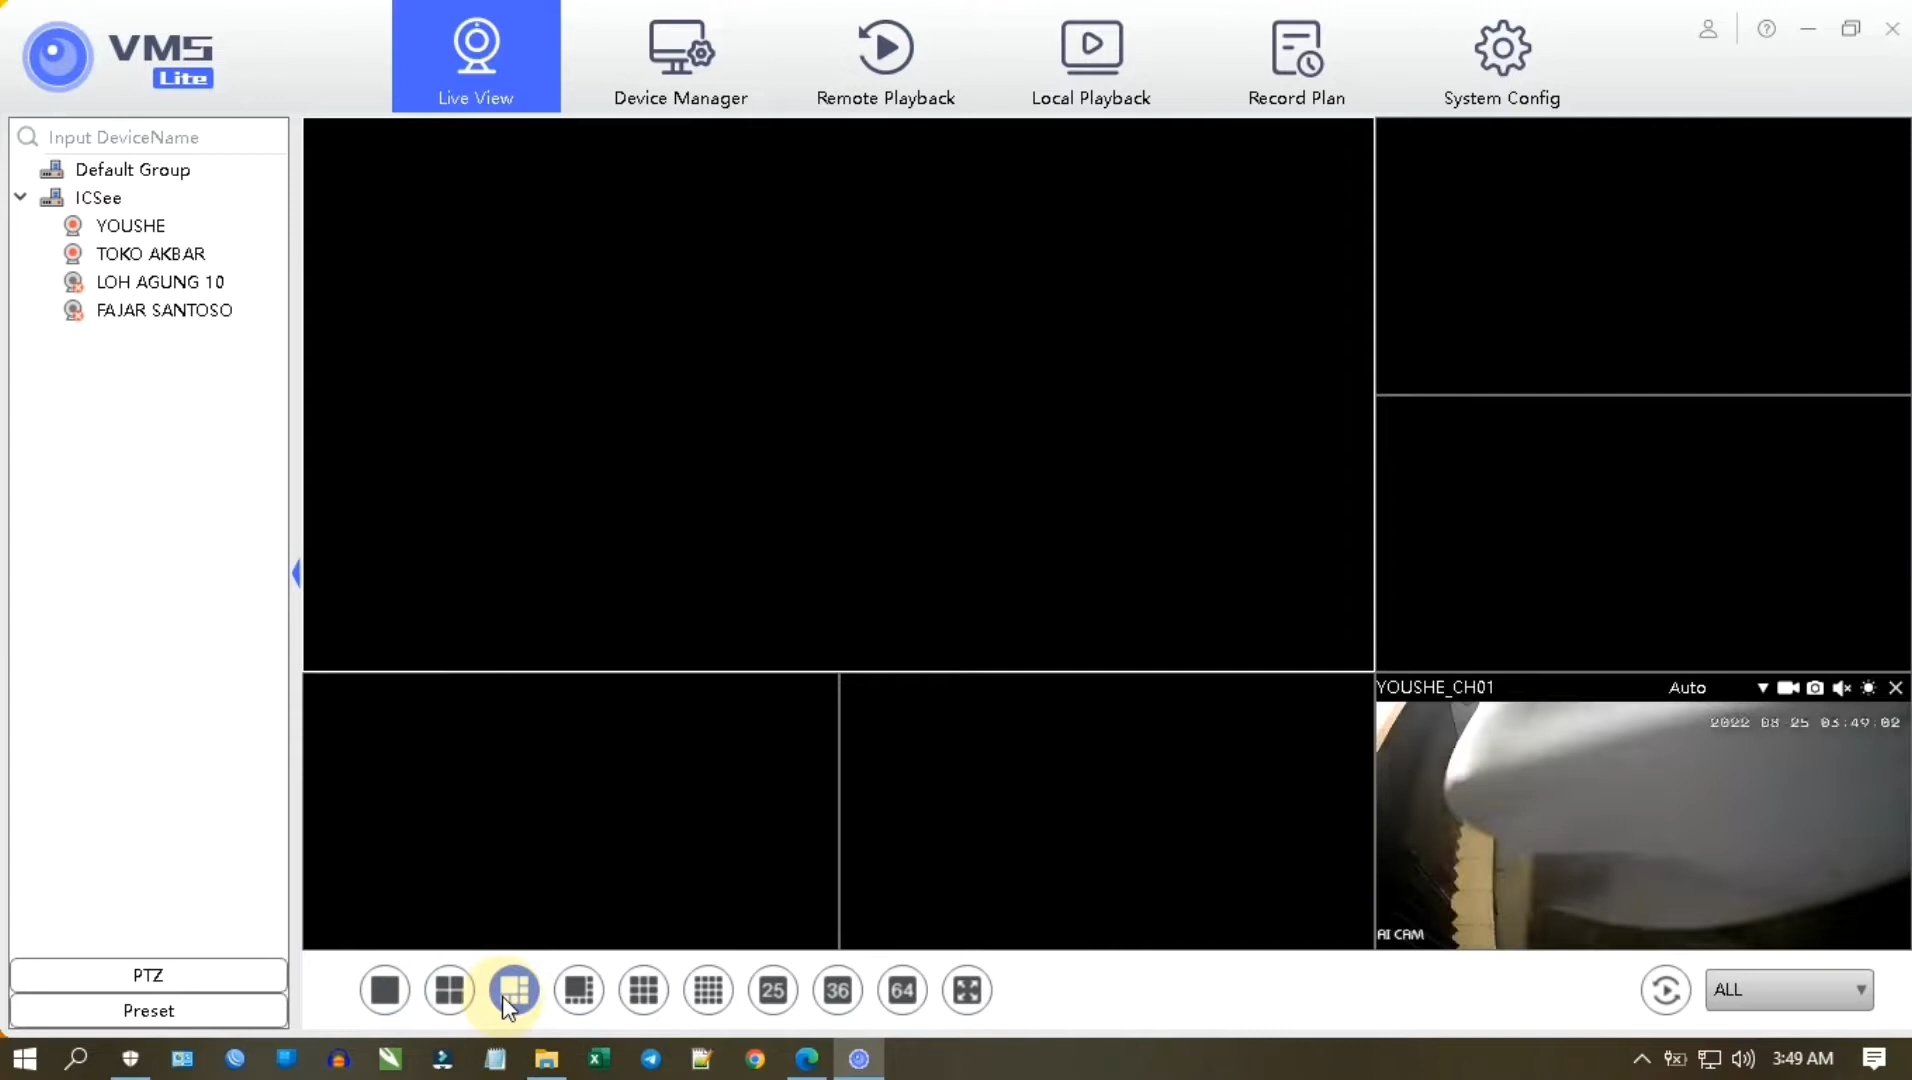 VMS
Lite
Live View
Device Manager
Remote Playback
Local Playback
Record Plan
System Config
Input DeviceName
Default Group
ICSee
YOUSHE
TOKO AKBAR
LOH AGUNG 10
FAJAR SANTOSO
YOUSHE_CH01
Auto
2022 08 25 03:49:02
AI CAM
PTZ
Preset
25
36
64
ALL
3:49 AM